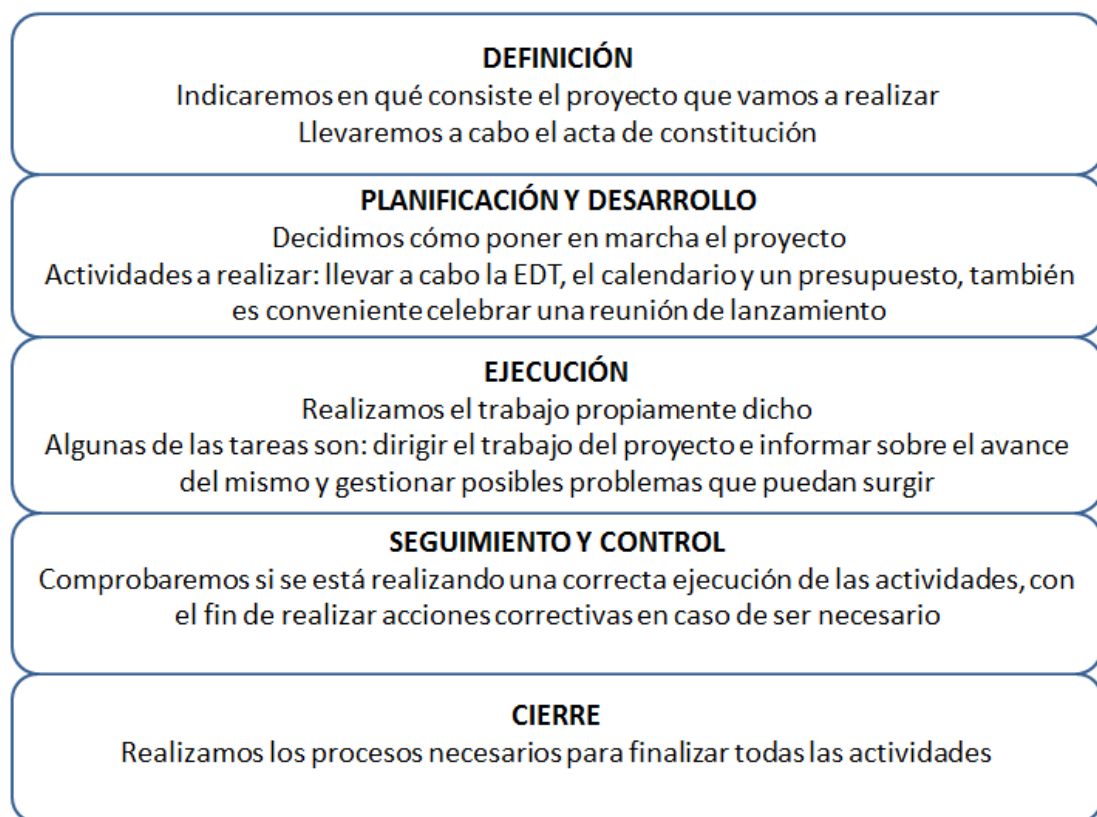 DEFINICIÓN
Indicaremos en qué consiste el proyecto que vamos a realizar
Llevaremos a cabo el acta de constitución
PLANIFICACIÓN Y DESARROLLO
Decidimos cómo poner en marcha el proyecto
Actividades a realizar: llevar a cabo la EDT, el calendario y un presupuesto, también
es conveniente celebrar una reunión de lanzamiento
EJECUCIÓN
Realizamos el trabajo propiamente dicho
Algunas de las tareas son: dirigir el trabajo del proyecto e informar sobre el avance
del mismo y gestionar posibles problemas que puedan surgir
SEGUIMIENTO Y CONTROL
Comprobaremos si se está realizando una correcta ejecución de las actividades, con
el fin de realizar acciones correctivas en caso de ser necesario
CIERRE
Realizamos los procesos necesarios para finalizar todas las actividades